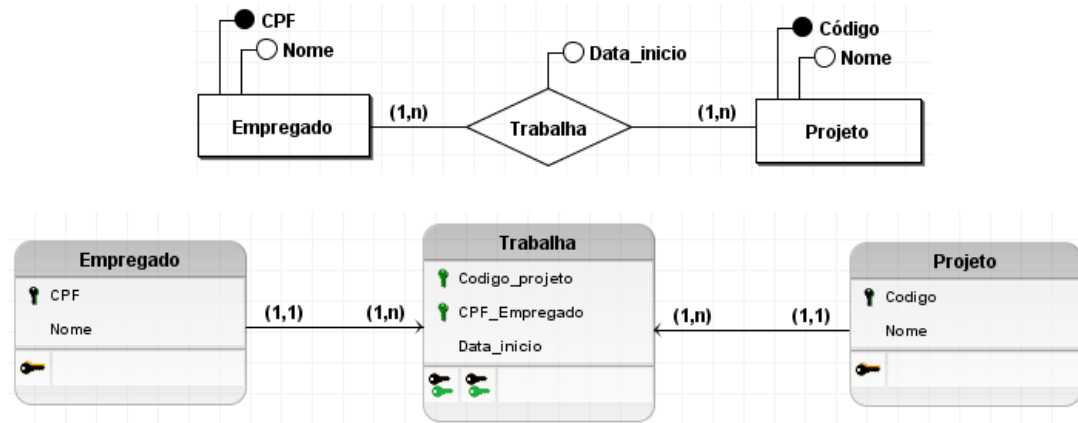 CPF
Nome
Data_inicio
Código
Nome
Empregado
(1,n)
Trabalha
(1,n)
Projeto
Empregado
CPF
Nome
(1,1)
(1,n)
Trabalha
Codigo_projeto
CPF_Empregado
Data_inicio
(1,n)
(1,1)
Projeto
Codigo
Nome